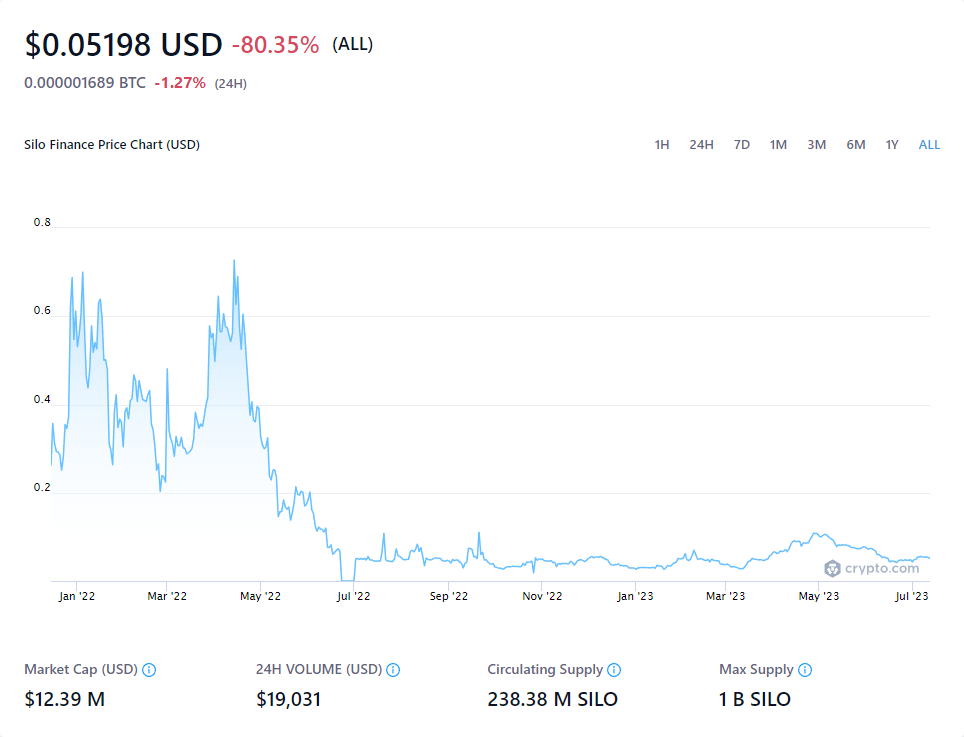 $0.05198 USD -80.35% (ALL)
0.000001689 BTC -1.27% (24H)
Silo Finance Price Chart (USD) 1H 24H 7D 1M 3M 6M 1Y ALL
0.8
0.6
0.4
0.2
crypto.com
Jan '22 Mar '22 May '22 Jul '22 Sep '22 Nov '22 Jan '23 Mar '23 May '23 Jul '23
Market Cap (USD) 24H VOLUME (USD) Circulating Supply Max Supply
$12.39 M $19,031 238.38 M SILO 1 B SILO